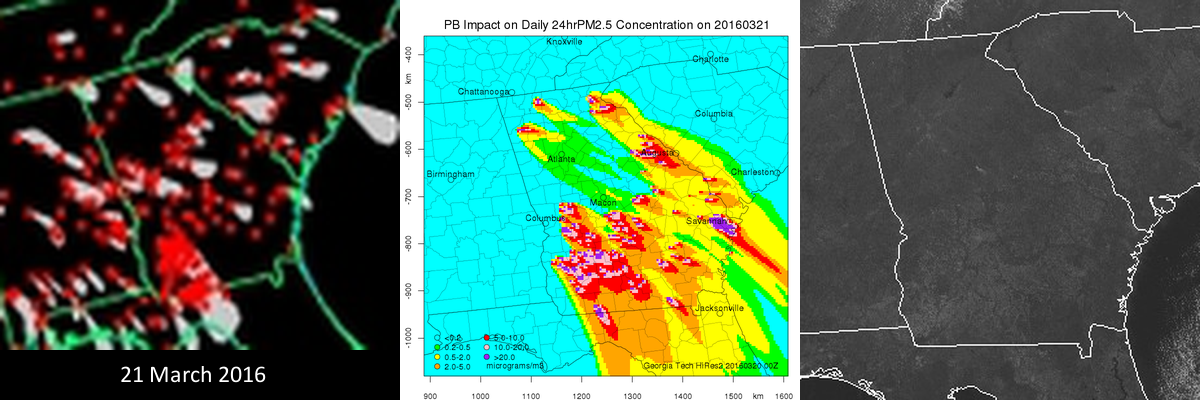 21 March 2016
PB Impact on Daily 24hrPM2.5 Concentration on 20160321
Knoxville
Charlotte
Chattanooga
Columbia
Atlanta
Augusta
Birmingham
Charleston
Macon
Columbus
Savannah
Jacksonville
<0.2
0.2-0.5
0.5-2.0
2.0-5.0
5.0-10.0
10.0-20.0
>20.0
micrograms/m3
Georgia Tech HiRes2 20160320 00Z
-400
km
-500
-600
-700
-800
-900
-1000
900 1000 1100 1200 1300 1400 1500 km 1600